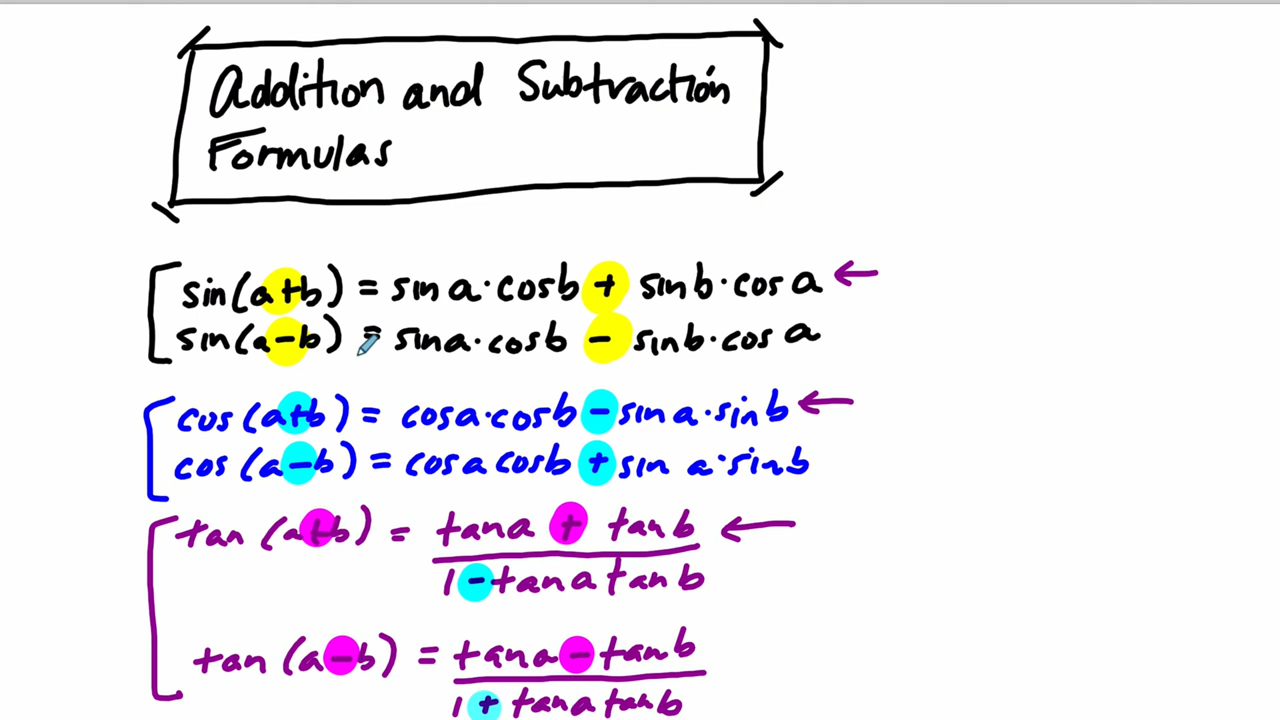 Addition and Subtraction
Formulas
sin(a+b) = sin a·cos b + sin b·cos a ←
sin(a-b) = sin a·cos b - sin b·cos a
cos(a+b) = cos a·cos b - sin a·sin b ←
cos(a-b) = cos a cos b + sin a·sin b
tan(a+b) = tan a + tan b ←
1 - tan a tan b
tan(a-b) = tan a - tan b
1 + tan a tan b